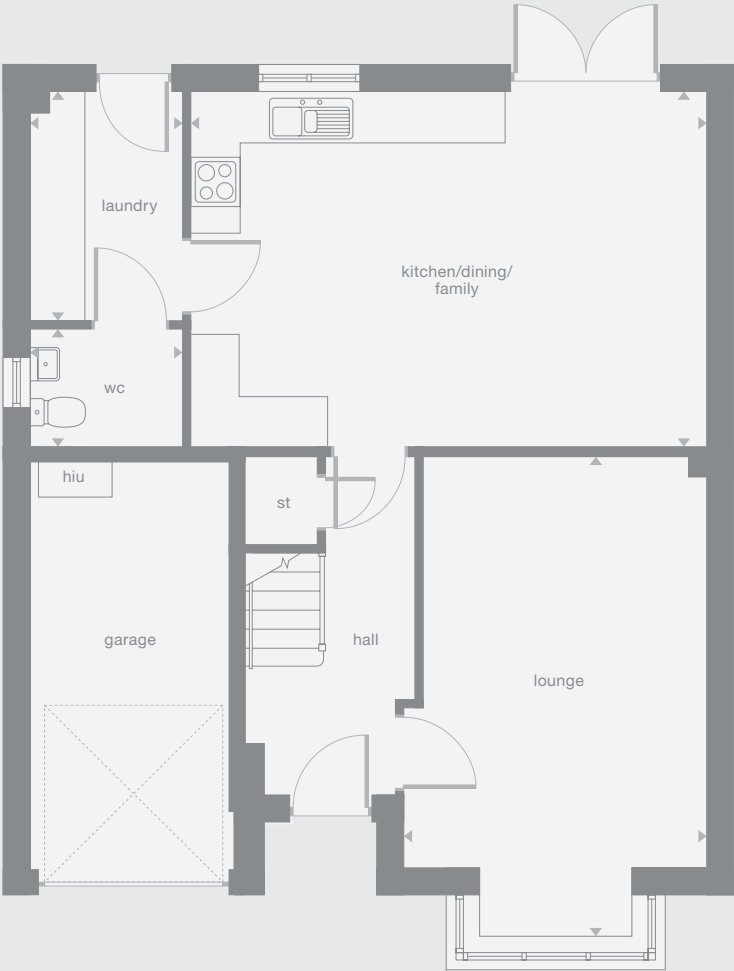 laundry
kitchen/dining/
family
wc
hiu
st
garage
hall
lounge